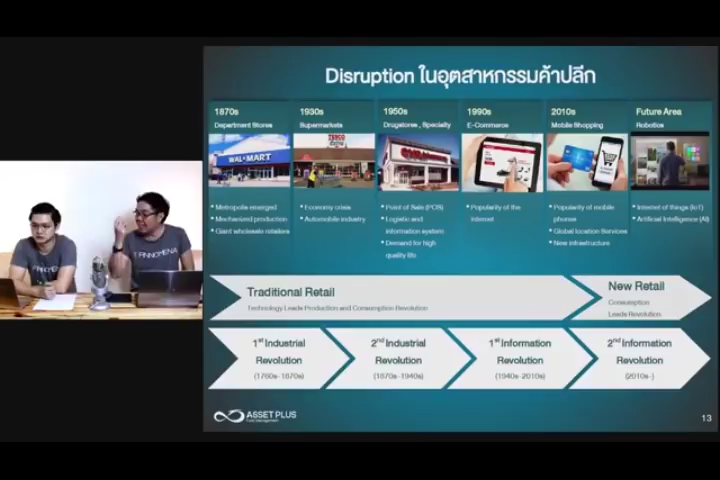 Disruption ในอุตสาหกรรมค้าปลีก
1870s
Department Stores
1930s
Supermarkets
1950s
Drugstores , Specialty
1990s
E-Commerce
2010s
Mobile Shopping
Future Area
Robotics
WAL*MART
TESCO
Metropolis emerged
Mechanized production
Giant wholesale retailers
Economy crisis
Automobile industry
Point of Sale (POS)
Logistic and
information system
Demand for high
quality life
Popularity of the
internet
Popularity of mobile
phones
Global location Services
New infrastructure
Internet of things (IoT)
Artificial Intelligence (AI)
Traditional Retail
Technology Leads Production and Consumption Revolution
New Retail
Consumption
Leads Revolution
1st Industrial
Revolution
(1760s-1870s)
2nd Industrial
Revolution
(1870s-1940s)
1st Information
Revolution
(1940s-2010s)
2nd Information
Revolution
(2010s-)
ASSET PLUS
Fund Management
13
FINNOMENA